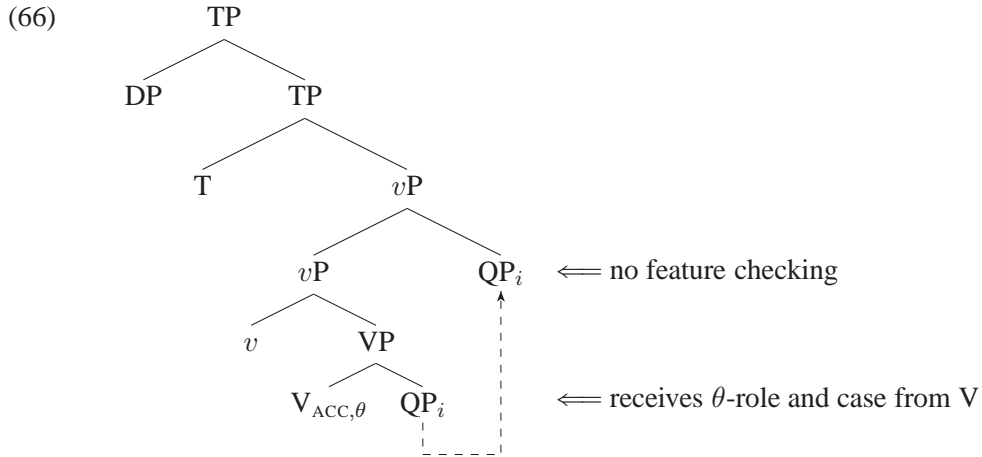 (66) TP
DP TP
T vP
vP QPi ⇐= no feature checking
v VP
VACC,θ QPi ⇐= receives θ-role and case from V